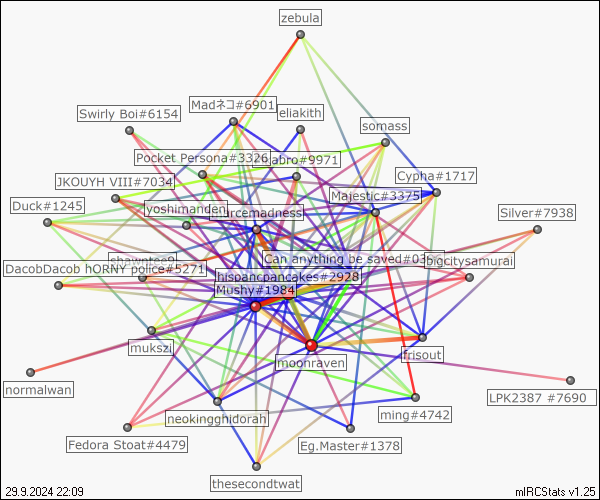 zebula
Madネコ#6901
eliakith
Swirly Boi#6154
somass
Pocket Persona#3326
abro#9971
Cypha#1717
JKOUYH VIII#7034
Majestic#3375
Duck#1245
yoshimanden
rcemadness
Silver#7938
shawntee9
Can anything be saved#03
bigcitysamurai
DacobDacob hORNY police#5271
hispancpancakes#2928
Mushy#1984
mukszi
moonraven
frisout
normalwan
LPK2387 #7690
neokingghidorah
ming#4742
Fedora Stoat#4479
Eg.Master#1378
thesecondtwat
29.9.2024 22:09
mIRCStats v1.25